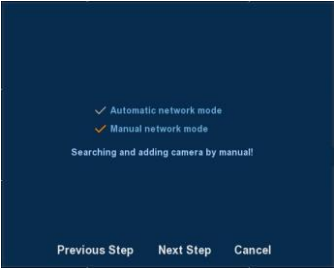 Automatic network mode
Manual network mode
Searching and adding camera by manual!
Previous Step Next Step Cancel